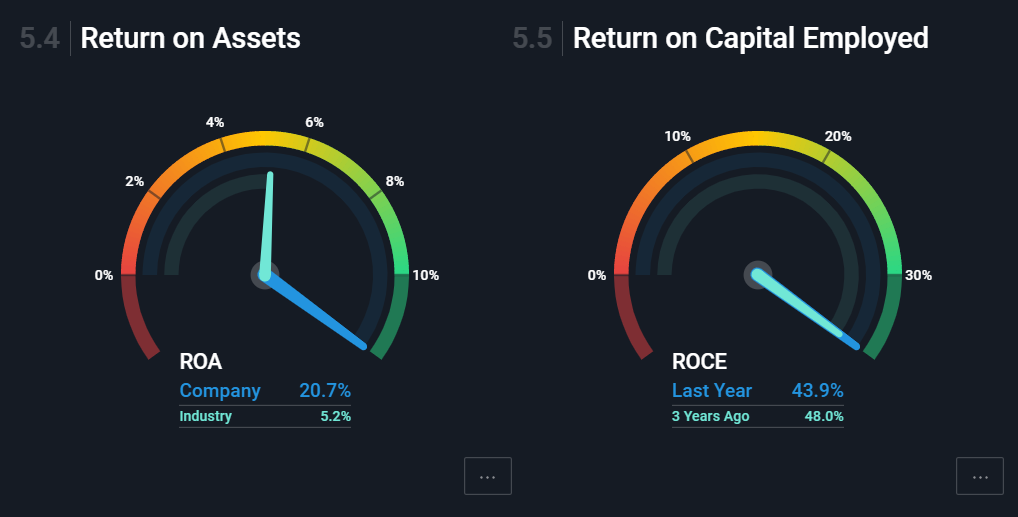 5.4 Return on Assets
4% 6%
2% 8%
0% 10%
ROA
Company 20.7%
Industry 5.2%
...
5.5 Return on Capital Employed
10% 20%
0% 30%
ROCE
Last Year 43.9%
3 Years Ago 48.0%
...